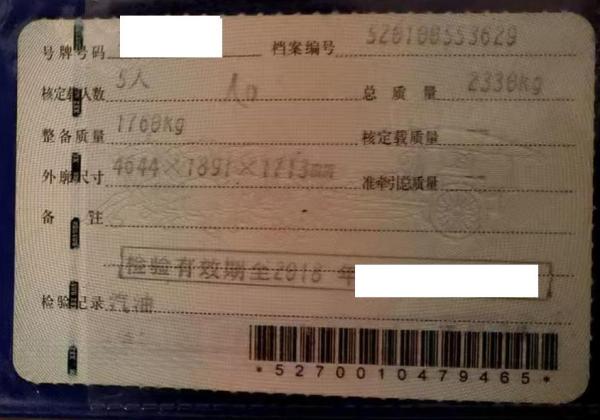 号牌号码 档案编号 520100553629
核定载人数 5人 总质量 2330kg
整备质量 1760kg 核定载质量 —
外廓尺寸 4644×1891×1713mm 准牵引总质量 —
备注
检验有效期至2018年
检验记录 汽油
*5270010479465*